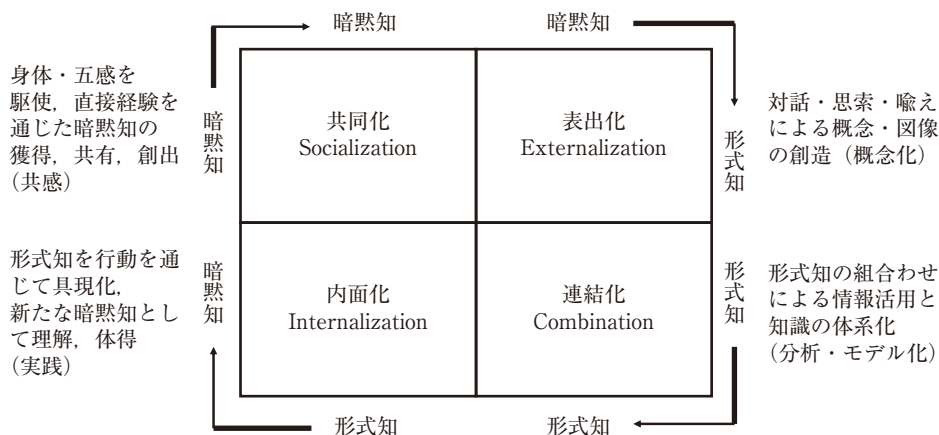 暗黙知
暗黙知
身体・五感を
駆使，直接経験を
通じた暗黙知の
獲得，共有，創出
（共感）
暗黙知
共同化
Socialization
表出化
Externalization
形式知
対話・思索・喩え
による概念・図像
の創造（概念化）
形式知を行動を通
じて具現化，
新たな暗黙知とし
て理解，体得
（実践）
暗黙知
内面化
Internalization
連結化
Combination
形式知
形式知の組合わせ
による情報活用と
知識の体系化
（分析・モデル化）
形式知
形式知